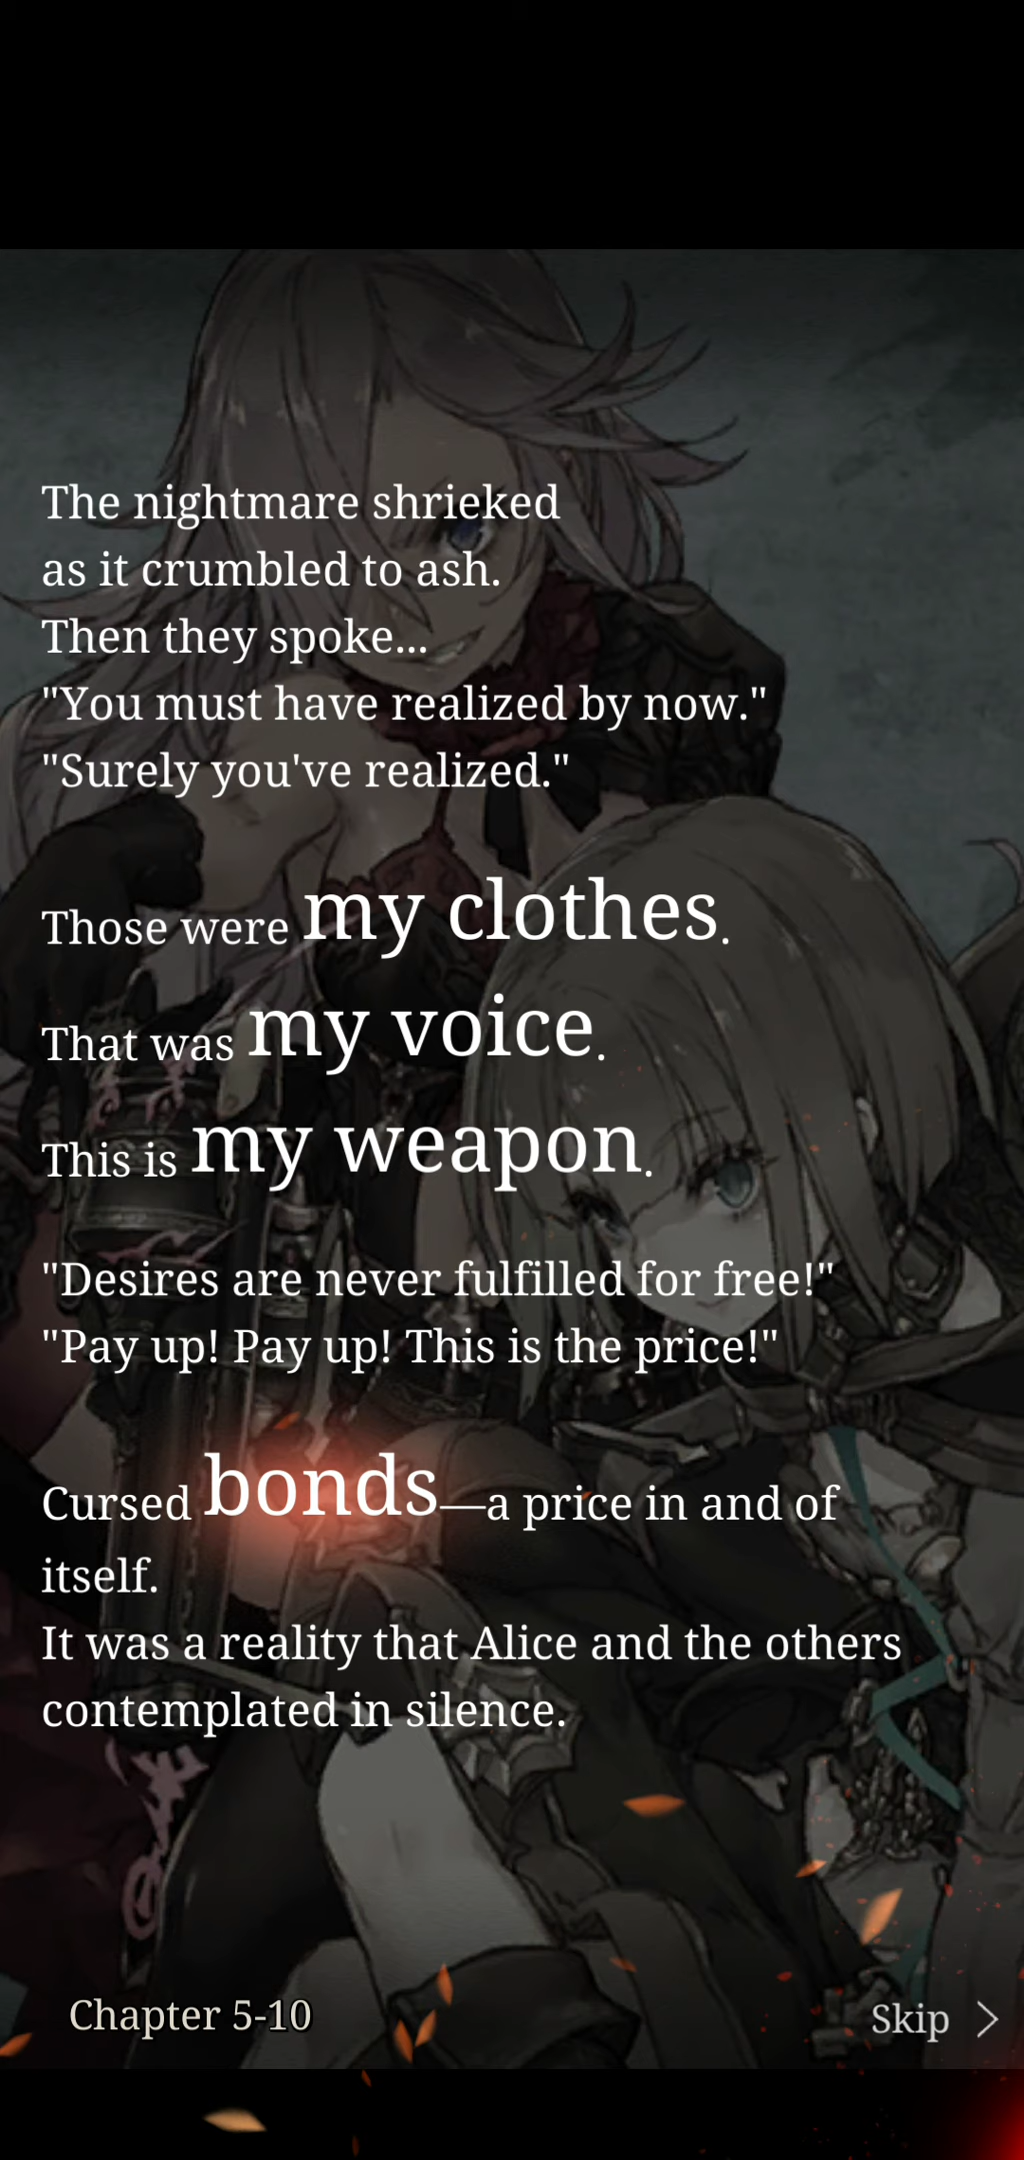 The nightmare shrieked
as it crumbled to ash.
Then they spoke...
"You must have realized by now."
"Surely you've realized."
Those were my clothes.
That was my voice.
This is my weapon.
"Desires are never fulfilled for free!"
"Pay up! Pay up! This is the price!"
Cursed bonds—a price in and of
itself.
It was a reality that Alice and the others
contemplated in silence.
Chapter 5-10
Skip